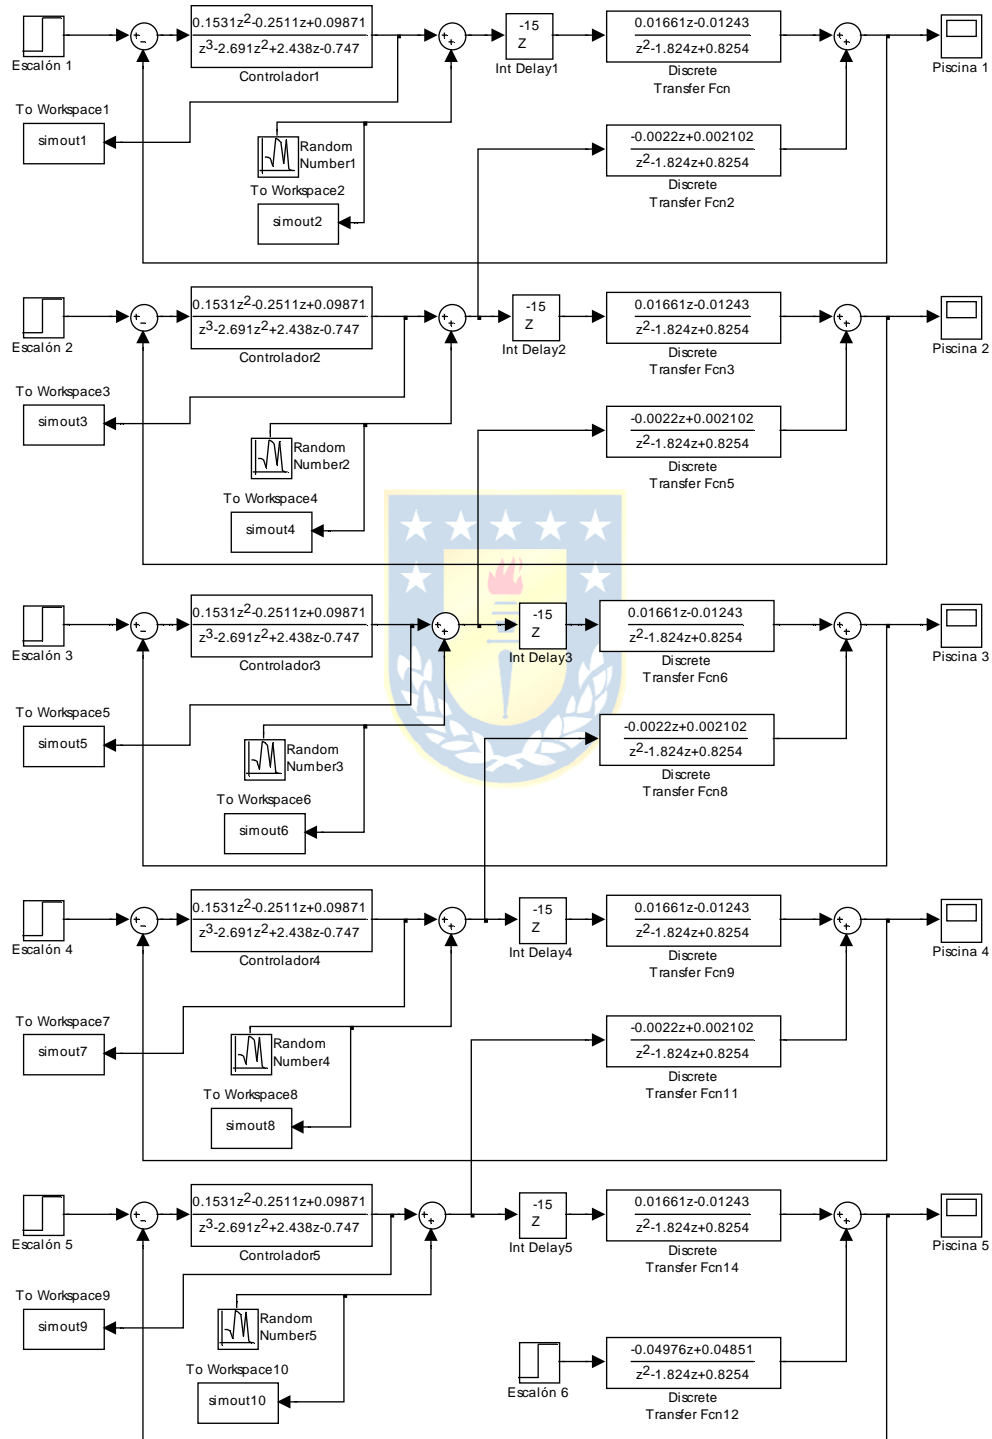 Escalón 1
+
-
0.1531z2-0.2511z+0.09871
z3-2.691z2+2.438z-0.747
Controlador1
+
+
-15
Z
Int Delay1
0.01661z-0.01243
z2-1.824z+0.8254
Discrete
Transfer Fcn
+
+
Piscina 1
To Workspace1
simout1
Random
Number1
To Workspace2
simout2
-0.0022z+0.002102
z2-1.824z+0.8254
Discrete
Transfer Fcn2
Escalón 2
+
-
0.1531z2-0.2511z+0.09871
z3-2.691z2+2.438z-0.747
Controlador2
+
+
-15
Z
Int Delay2
0.01661z-0.01243
z2-1.824z+0.8254
Discrete
Transfer Fcn3
+
+
Piscina 2
To Workspace3
simout3
Random
Number2
To Workspace4
simout4
-0.0022z+0.002102
z2-1.824z+0.8254
Discrete
Transfer Fcn5
Escalón 3
+
-
0.1531z2-0.2511z+0.09871
z3-2.691z2+2.438z-0.747
Controlador3
+
+
-15
Z
Int Delay3
0.01661z-0.01243
z2-1.824z+0.8254
Discrete
Transfer Fcn6
+
+
Piscina 3
To Workspace5
simout5
Random
Number3
To Workspace6
simout6
-0.0022z+0.002102
z2-1.824z+0.8254
Discrete
Transfer Fcn8
Escalón 4
+
-
0.1531z2-0.2511z+0.09871
z3-2.691z2+2.438z-0.747
Controlador4
+
+
-15
Z
Int Delay4
0.01661z-0.01243
z2-1.824z+0.8254
Discrete
Transfer Fcn9
+
+
Piscina 4
To Workspace7
simout7
Random
Number4
To Workspace8
simout8
-0.0022z+0.002102
z2-1.824z+0.8254
Discrete
Transfer Fcn11
Escalón 5
+
-
0.1531z2-0.2511z+0.09871
z3-2.691z2+2.438z-0.747
Controlador5
+
+
-15
Z
Int Delay5
0.01661z-0.01243
z2-1.824z+0.8254
Discrete
Transfer Fcn14
+
+
Piscina 5
To Workspace9
simout9
Random
Number5
To Workspace10
simout10
Escalón 6
-0.04976z+0.04851
z2-1.824z+0.8254
Discrete
Transfer Fcn12